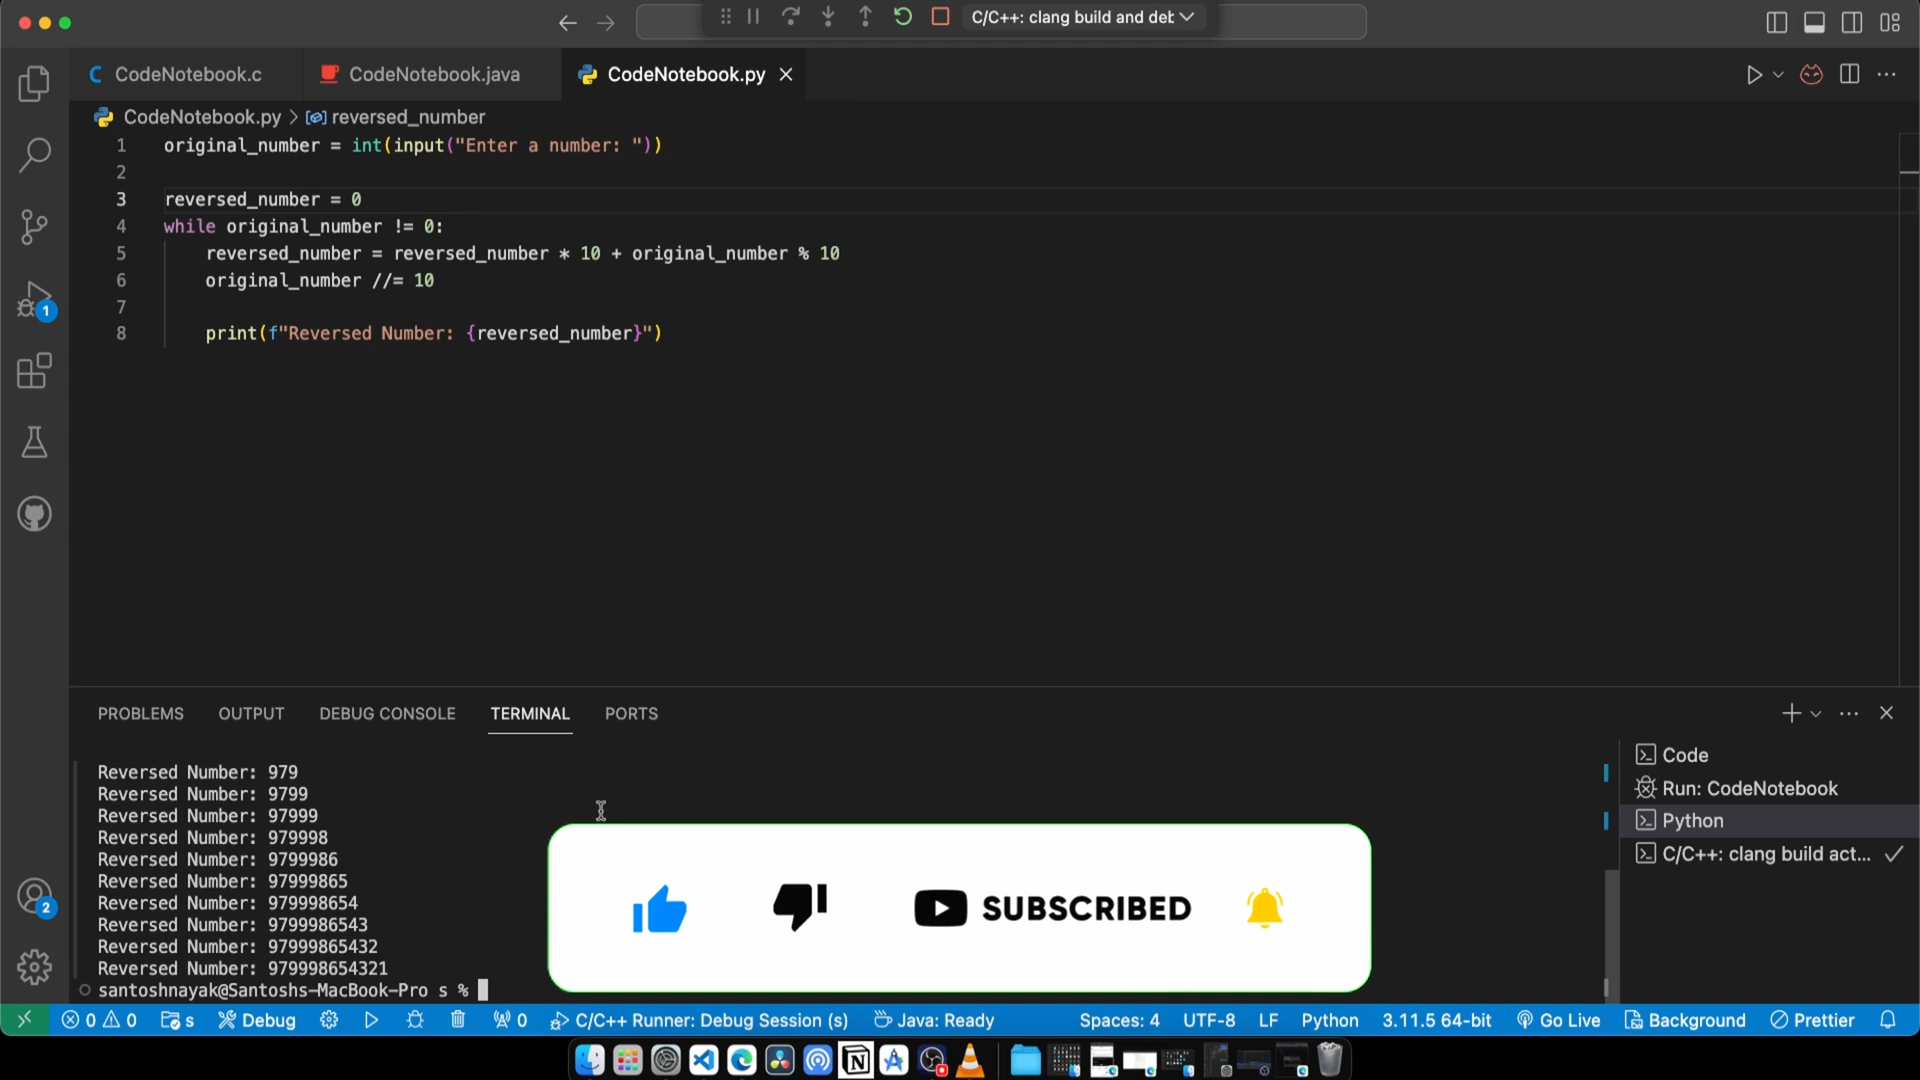 C/C++: clang build and det
CodeNotebook.c
CodeNotebook.java
CodeNotebook.py
CodeNotebook.py > reversed_number
1 original_number = int(input("Enter a number: "))
2
3 reversed_number = 0
4 while original_number != 0:
5 reversed_number = reversed_number * 10 + original_number % 10
6 original_number //= 10
7
8 print(f"Reversed Number: {reversed_number}")
1
PROBLEMS OUTPUT DEBUG CONSOLE TERMINAL PORTS
Reversed Number: 979
Reversed Number: 9799
Reversed Number: 97999
Reversed Number: 979998
Reversed Number: 9799986
Reversed Number: 97999865
Reversed Number: 979998654
Reversed Number: 9799986543
Reversed Number: 97999865432
Reversed Number: 979998654321
santoshnayak@Santoshs-MacBook-Pro s %
Code
Run: CodeNotebook
Python
C/C++: clang build act...
SUBSCRIBED
2
0 0 s Debug 0 C/C++ Runner: Debug Session (s) Java: Ready Spaces: 4 UTF-8 LF Python 3.11.5 64-bit Go Live Background Prettier